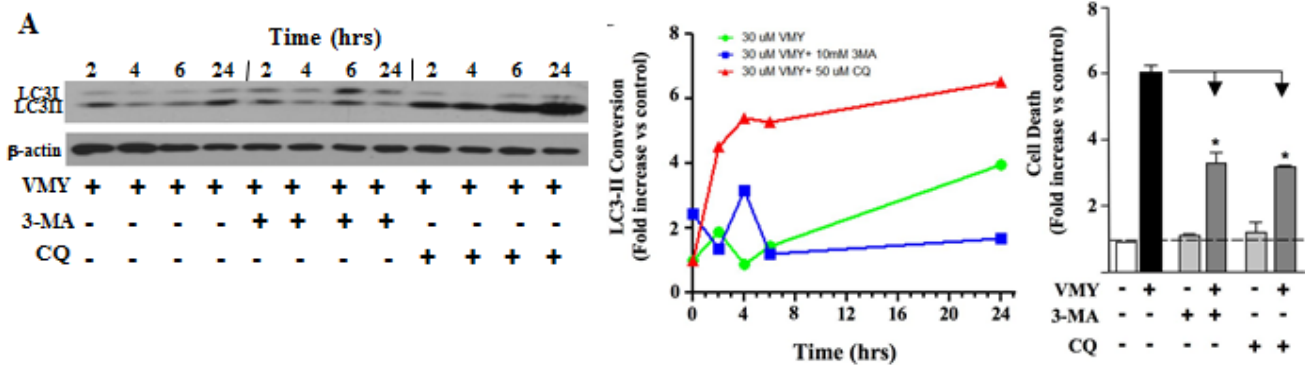 A
Time (hrs)
2 4 6 24 2 4 6 24 2 4 6 24
LC3I
LC3II
β-actin
VMY + + + + + + + + + + + +
3-MA - - - - + + + + - - - -
CQ - - - - - - - - + + + +
LC3-II Conversion
(Fold increase vs control)
8
6
4
2
0
30 uM VMY
30 uM VMY+ 10mM 3MA
30 uM VMY+ 50 uM CQ
0 4 8 12 16 20 24
Time (hrs)
Cell Death
(Fold increase vs control)
8
6
4
2
* *
VMY - + - + - +
3-MA - - + + - -
CQ - - - - + +